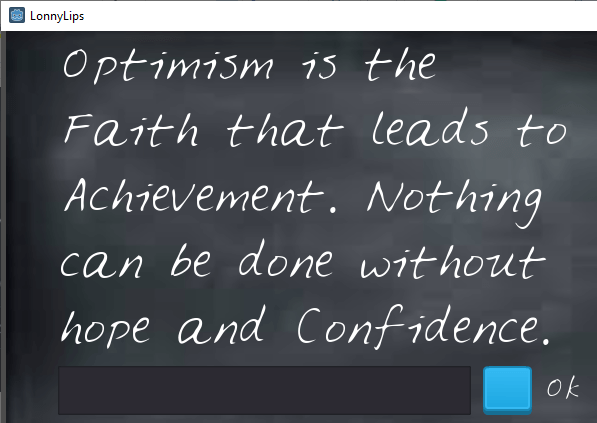 LonnyLips
Optimism is the
Faith that leads to
Achievement. Nothing
can be done without
hope and Confidence.
Ok